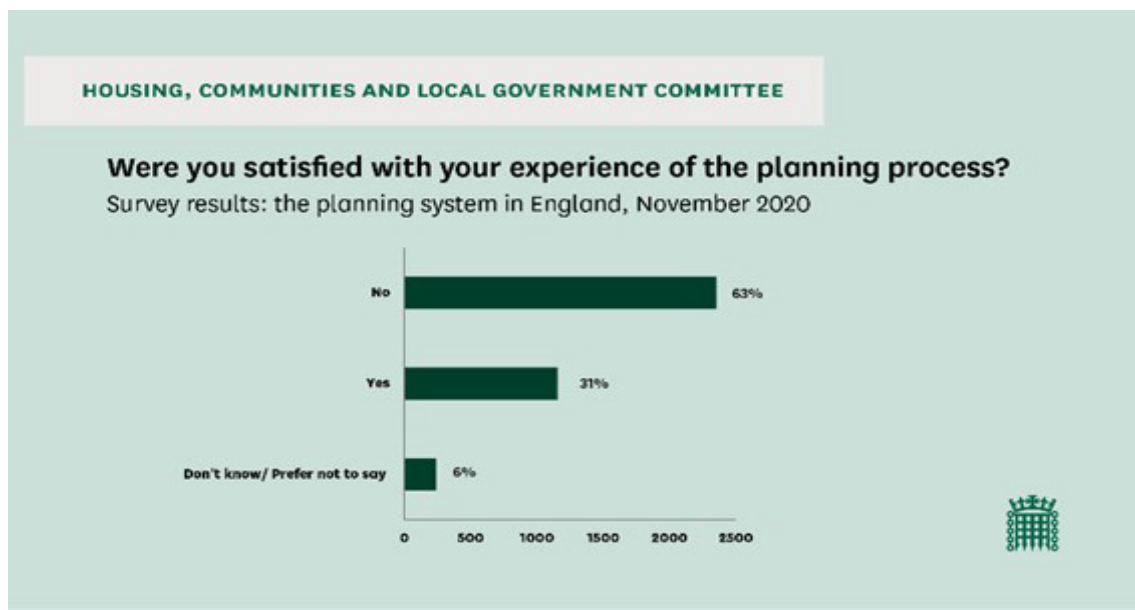 HOUSING, COMMUNITIES AND LOCAL GOVERNMENT COMMITTEE
Were you satisfied with your experience of the planning process?
Survey results: the planning system in England, November 2020
No 63%
Yes 31%
Don't know/ Prefer not to say 6%
0 500 1000 1500 2000 2500